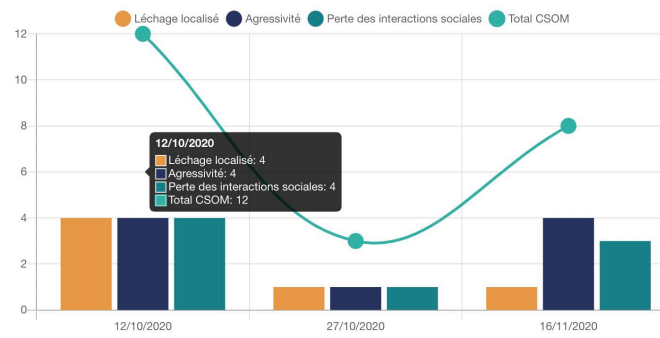 Léchage localisé Agressivité Perte des interactions sociales Total CSOM
12
10
8
6
4
2
0
12/10/2020
Léchage localisé: 4
Agressivité: 4
Perte des interactions sociales: 4
Total CSOM: 12
12/10/2020 27/10/2020 16/11/2020